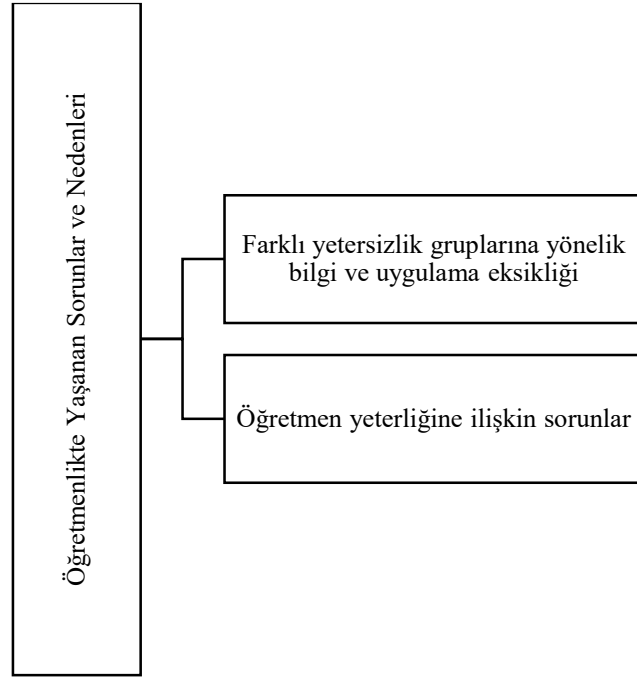 Öğretmenlikte Yaşanan Sorunlar ve Nedenleri
Farklı yetersizlik gruplarına yönelik
bilgi ve uygulama eksikliği
Öğretmen yeterliğine ilişkin sorunlar